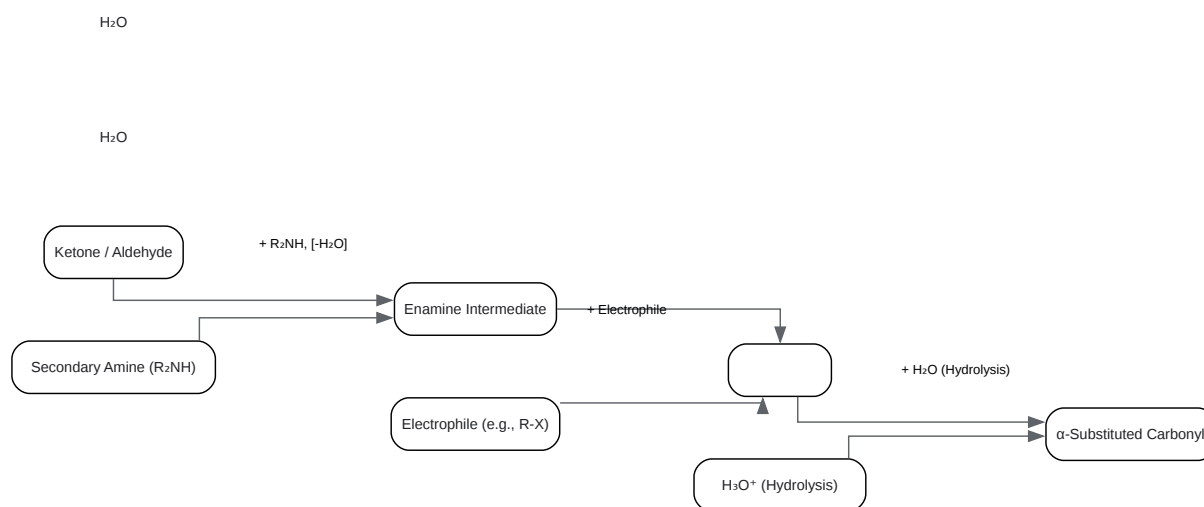 H₂O
H₂O
Ketone / Aldehyde
+ R₂NH, [-H₂O]
Enamine Intermediate
+ Electrophile
Secondary Amine (R₂NH)
+ H₂O (Hydrolysis)
Electrophile (e.g., R-X)
α-Substituted Carbonyl
H₃O⁺ (Hydrolysis)